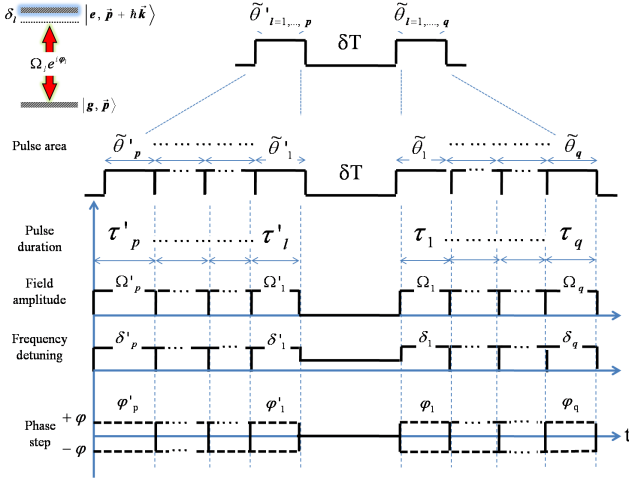 δ_l |e, p⃗ + ħk⃗⟩
Ω_l e^{iφ_l}
|g, p⃗⟩
θ̃'_{l=1,..., p} θ̃_{l=1,..., q}
δT
Pulse area
θ̃'_p ……………… θ̃'_1 θ̃_1 ……………… θ̃_q
δT
Pulse duration
τ'_p ……………… τ'_l τ_1 ……………… τ_q
Field amplitude
Ω'_p Ω'_1 Ω_1 Ω_q
Frequency detuning
δ'_p δ'_1 δ_1 δ_q
φ'_p φ'_1 φ_1 φ_q
+ φ
Phase step
t
− φ